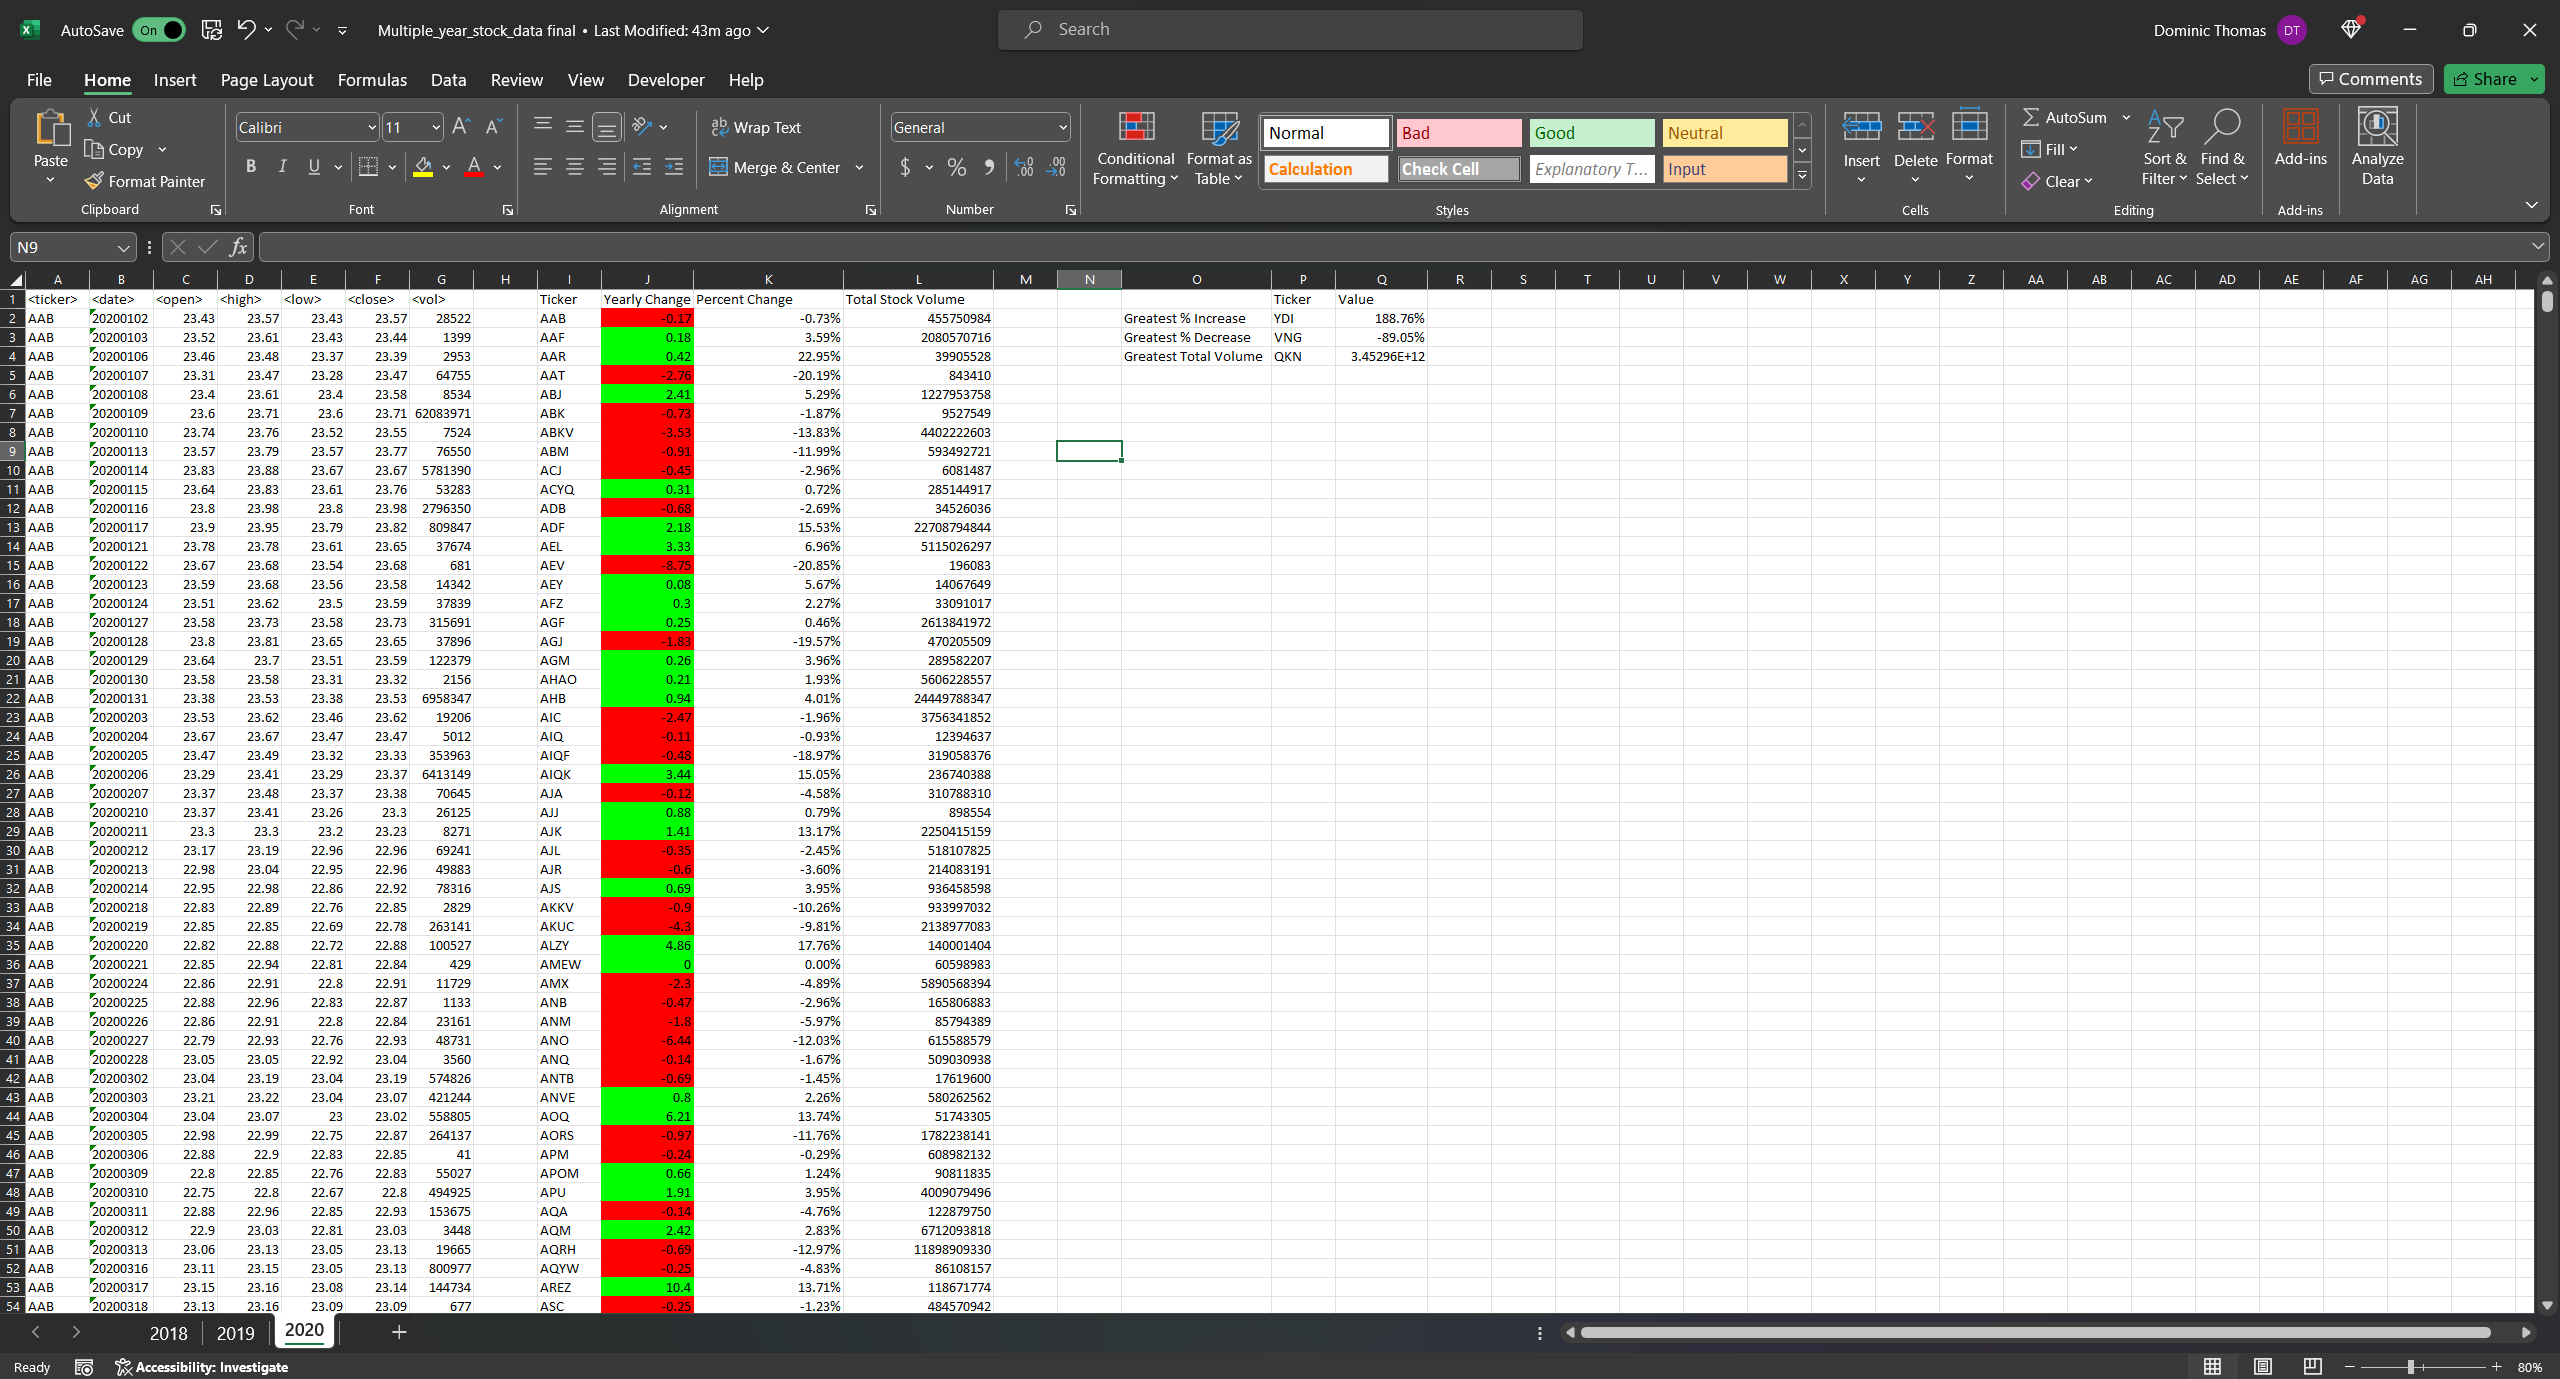 AutoSave On Multiple_year_stock_data final • Last Modified: 43m ago Search Dominic Thomas DT
File Home Insert Page Layout Formulas Data Review View Developer Help Comments Share
Paste Cut Copy Format Painter Clipboard
Calibri 11 B I U A Font
Wrap Text Merge & Center Alignment
General $ % Number
Conditional Formatting Format as Table
Normal Bad Good Neutral
Calculation Check Cell Explanatory T... Input
Styles
Insert Delete Format Cells
AutoSum Fill Clear Sort & Filter Find & Select Editing
Add-ins Add-ins
Analyze Data
N9 fx
A B C D E F G H I J K L M N O P Q R S T U V W X Y Z AA AB AC AD AE AF AG AH
1 <ticker> <date> <open> <high> <low> <close> <vol> Ticker Yearly Change Percent Change Total Stock Volume Ticker Value
2 AAB 20200102 23.43 23.57 23.43 23.57 28522 AAB -0.17 -0.73% 455750984 Greatest % Increase YDI 188.76%
3 AAB 20200103 23.52 23.61 23.43 23.44 1399 AAF 0.18 3.59% 2080570716 Greatest % Decrease VNG -89.05%
4 AAB 20200106 23.46 23.48 23.37 23.39 2953 AAR 0.42 22.95% 39905528 Greatest Total Volume QKN 3.45296E+12
5 AAB 20200107 23.31 23.47 23.28 23.47 64755 AAT -2.76 -20.19% 843410
6 AAB 20200108 23.4 23.61 23.4 23.58 8534 ABJ 2.41 5.29% 1227953758
7 AAB 20200109 23.6 23.71 23.6 23.71 62083971 ABK -0.73 -1.87% 9527549
8 AAB 20200110 23.74 23.76 23.52 23.55 7524 ABKV -3.53 -13.83% 4402222603
9 AAB 20200113 23.57 23.79 23.57 23.77 76550 ABM -0.91 -11.99% 593492721
10 AAB 20200114 23.83 23.88 23.67 23.67 5781390 ACJ -0.45 -2.96% 6081487
11 AAB 20200115 23.64 23.83 23.61 23.76 53283 ACYQ 0.31 0.72% 285144917
12 AAB 20200116 23.8 23.98 23.8 23.98 2796350 ADB -0.68 -2.69% 34526036
13 AAB 20200117 23.9 23.95 23.79 23.82 809847 ADF 2.18 15.53% 22708794844
14 AAB 20200121 23.78 23.78 23.61 23.65 37674 AEL 3.33 6.96% 5115026297
15 AAB 20200122 23.67 23.68 23.54 23.68 681 AEV -8.75 -20.85% 196083
16 AAB 20200123 23.59 23.68 23.56 23.58 14342 AEY 0.08 5.67% 14067649
17 AAB 20200124 23.51 23.62 23.5 23.59 37839 AFZ 0.3 2.27% 33091017
18 AAB 20200127 23.58 23.73 23.58 23.73 315691 AGF 0.25 0.46% 2613841972
19 AAB 20200128 23.8 23.81 23.65 23.65 37896 AGJ -1.83 -19.57% 470205509
20 AAB 20200129 23.64 23.7 23.51 23.59 122379 AGM 0.26 3.96% 289582207
21 AAB 20200130 23.58 23.58 23.31 23.32 2156 AHAO 0.21 1.93% 5606228557
22 AAB 20200131 23.38 23.53 23.38 23.53 6958347 AHB 0.94 4.01% 24449788347
23 AAB 20200203 23.53 23.62 23.46 23.62 19206 AIC -2.47 -1.96% 3756341852
24 AAB 20200204 23.67 23.67 23.47 23.47 5012 AIQ -0.11 -0.93% 12394637
25 AAB 20200205 23.47 23.49 23.32 23.33 353963 AIQF -0.48 -18.97% 319058376
26 AAB 20200206 23.29 23.41 23.29 23.37 6413149 AIQK 3.44 15.05% 236740388
27 AAB 20200207 23.37 23.48 23.37 23.38 70645 AJA -0.12 -4.58% 310788310
28 AAB 20200210 23.37 23.41 23.26 23.3 26125 AJJ 0.88 0.79% 898554
29 AAB 20200211 23.3 23.3 23.2 23.23 8271 AJK 1.41 13.17% 2250415159
30 AAB 20200212 23.17 23.19 22.96 22.96 69241 AJL -0.35 -2.45% 518107825
31 AAB 20200213 22.98 23.04 22.95 22.96 49883 AJR -0.6 -3.60% 214083191
32 AAB 20200214 22.95 22.98 22.86 22.92 78316 AJS 0.69 3.95% 936458598
33 AAB 20200218 22.83 22.89 22.76 22.85 2829 AKKV -0.9 -10.26% 933997032
34 AAB 20200219 22.85 22.85 22.69 22.78 263141 AKUC -4.3 -9.81% 2138977083
35 AAB 20200220 22.82 22.88 22.72 22.88 100527 ALZY 4.86 17.76% 140001404
36 AAB 20200221 22.85 22.94 22.81 22.84 429 AMEW 0 0.00% 60598983
37 AAB 20200224 22.86 22.91 22.8 22.91 11729 AMX -2.3 -4.89% 5890568394
38 AAB 20200225 22.88 22.96 22.83 22.87 1133 ANB -0.47 -2.96% 165806883
39 AAB 20200226 22.86 22.91 22.8 22.84 23161 ANM -1.8 -5.97% 85794389
40 AAB 20200227 22.79 22.93 22.76 22.93 48731 ANO -6.44 -12.03% 615588579
41 AAB 20200228 23.05 23.05 22.92 23.04 3560 ANQ -0.14 -1.67% 509030938
42 AAB 20200302 23.04 23.19 23.04 23.19 574826 ANTB -0.69 -1.45% 17619600
43 AAB 20200303 23.21 23.22 23.04 23.07 421244 ANVE 0.8 2.26% 580262562
44 AAB 20200304 23.04 23.07 23 23.02 558805 AOQ 6.21 13.74% 51743305
45 AAB 20200305 22.98 22.99 22.75 22.87 264137 AORS -0.97 -11.76% 1782238141
46 AAB 20200306 22.88 22.9 22.83 22.85 41 APM -0.24 -0.29% 608982132
47 AAB 20200309 22.8 22.85 22.76 22.83 55027 APOM 0.66 1.24% 90811835
48 AAB 20200310 22.75 22.8 22.67 22.8 494925 APU 1.91 3.95% 4009079496
49 AAB 20200311 22.88 22.96 22.85 22.93 153675 AQA -0.14 -4.76% 122879750
50 AAB 20200312 22.9 23.03 22.81 23.03 3448 AQM 2.42 2.83% 6712093818
51 AAB 20200313 23.06 23.13 23.05 23.13 19665 AQRH -0.69 -12.97% 11898909330
52 AAB 20200316 23.11 23.15 23.05 23.13 800977 AQYW -0.25 -4.83% 86108157
53 AAB 20200317 23.15 23.16 23.08 23.14 144734 AREZ 10.4 13.71% 118671774
54 AAB 20200318 23.13 23.16 23.09 23.09 677 ASC -0.25 -1.23% 484570942
2018 2019 2020 +
Ready Accessibility: Investigate 80%